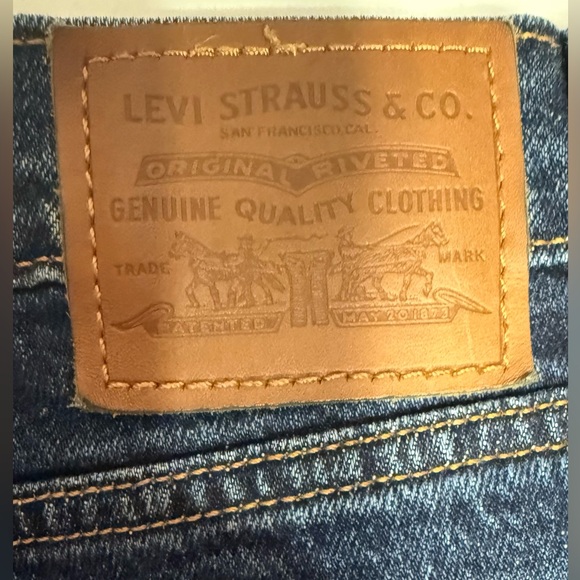 LEVI STRAUSS & CO.
SAN FRANCISCO, CAL.
ORIGINAL RIVETED
GENUINE QUALITY CLOTHING
TRADE MARK
PATENTED MAY 20 1873